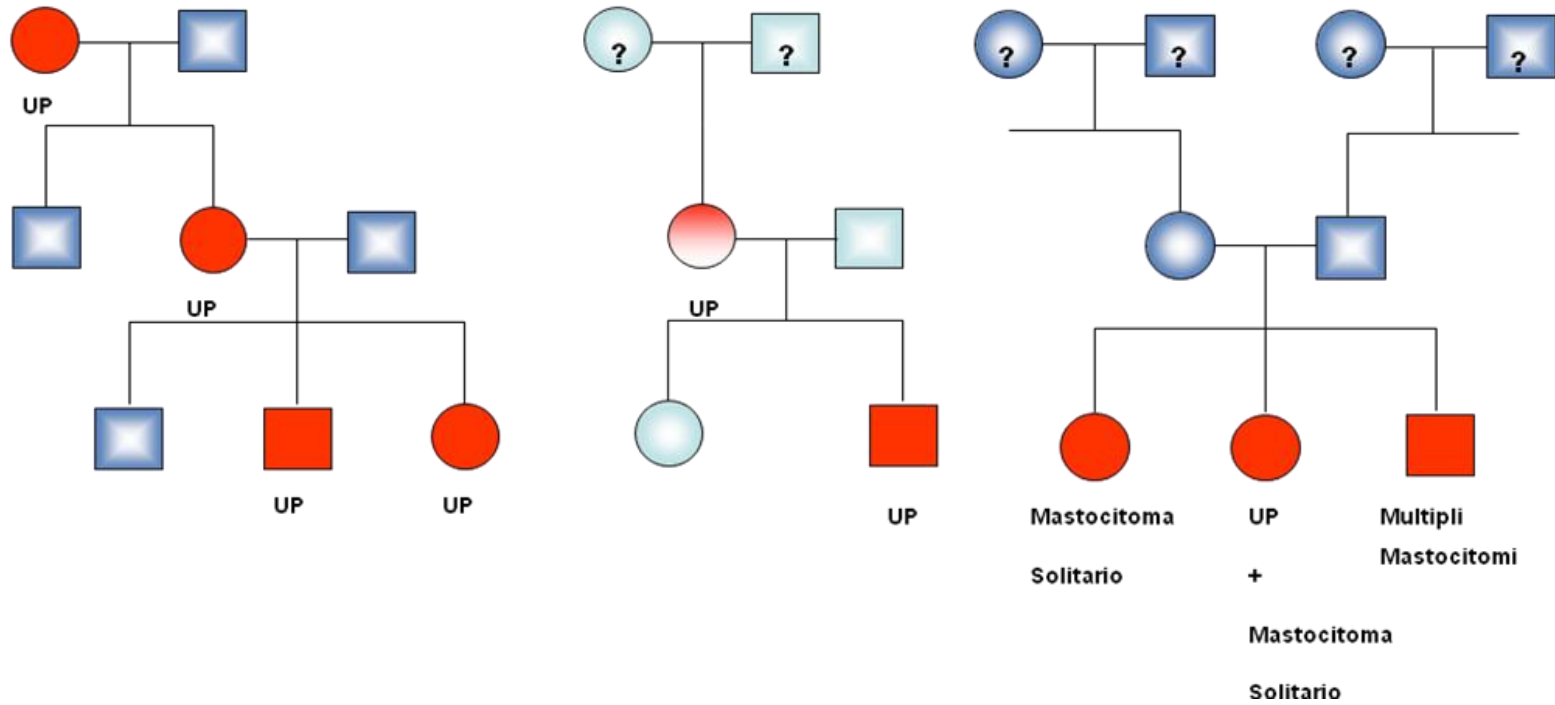 ? ? ? ? ? ?
UP
UP UP
UP UP UP Mastocitoma UP Multipli
Mastocitomi
Solitario +
Mastocitoma
Solitario